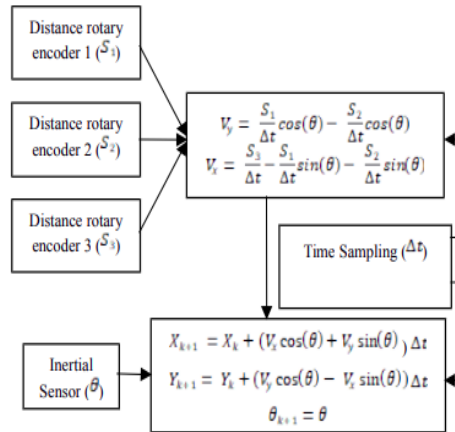 Distance rotary
encoder 1 (S₁)
Distance rotary
encoder 2 (S₂)
Distance rotary
encoder 3 (S₃)
V_y = S₁/Δt cos(θ) − S₂/Δt cos(θ)
V_x = S₃/Δt − S₁/Δt sin(θ) − S₂/Δt sin(θ)
Time Sampling (Δt)
Inertial
Sensor (θ)
X_{k+1} = X_k + (V_x cos(θ) + V_y sin(θ))Δt
Y_{k+1} = Y_k + (V_y cos(θ) − V_x sin(θ))Δt
θ_{k+1} = θ